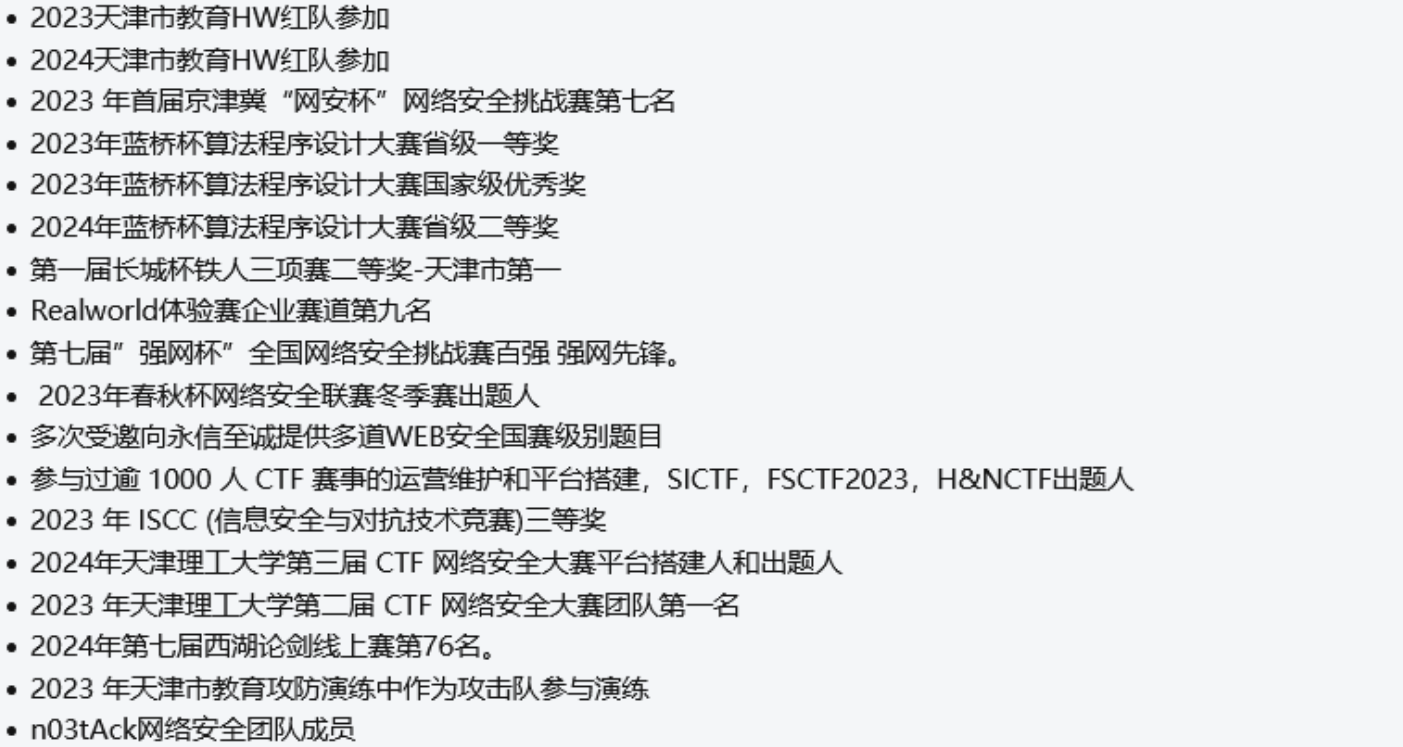 • 2023天津市教育HW红队参加
• 2024天津市教育HW红队参加
• 2023 年首届京津冀“网安杯”网络安全挑战赛第七名
• 2023年蓝桥杯算法程序设计大赛省级一等奖
• 2023年蓝桥杯算法程序设计大赛国家级优秀奖
• 2024年蓝桥杯算法程序设计大赛省级二等奖
• 第一届长城杯铁人三项赛二等奖-天津市第一
• Realworld体验赛企业赛道第九名
• 第七届”强网杯”全国网络安全挑战赛百强 强网先锋。
• 2023年春秋杯网络安全联赛冬季赛出题人
• 多次受邀向永信至诚提供多道WEB安全国赛级别题目
• 参与过逾 1000 人 CTF 赛事的运营维护和平台搭建，SICTF，FSCTF2023，H&NCTF出题人
• 2023 年 ISCC (信息安全与对抗技术竞赛)三等奖
• 2024年天津理工大学第三届 CTF 网络安全大赛平台搭建人和出题人
• 2023 年天津理工大学第二届 CTF 网络安全大赛团队第一名
• 2024年第七届西湖论剑线上赛第76名。
• 2023 年天津市教育攻防演练中作为攻击队参与演练
• n03tAck网络安全团队成员